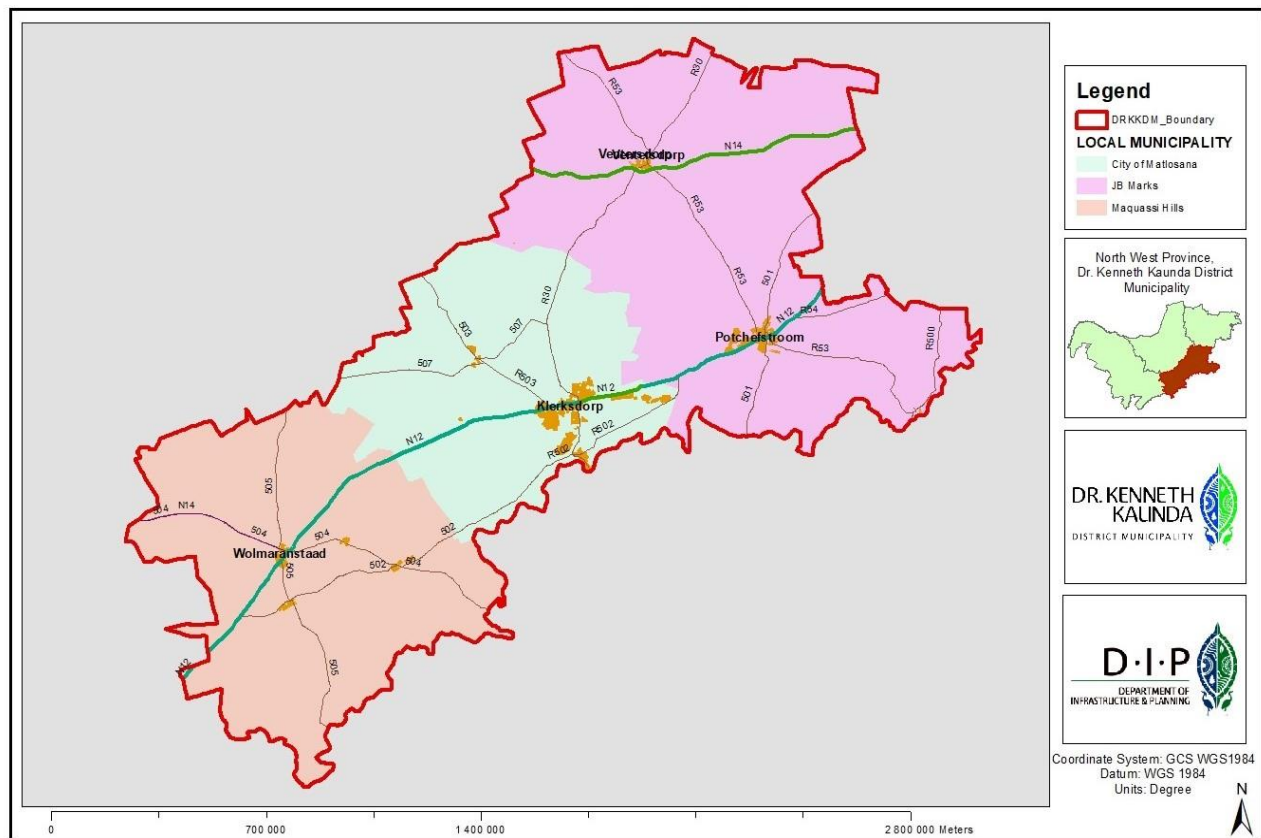 R53
R30
N14
Ventersdorp
Ventersdorp
R53
R53
501
R30
N12
R54
Potchefstroom
R53
R500
501
503
507
507
R503
N12
Klerksdorp
R502
R502
N12
505
504
N14
504
504
502
Wolmaranstaad
502
504
505
505
N12
Legend
DRKKDM_Boundary
LOCAL MUNICIPALITY
City of Matlosana
JB Marks
Maquassi Hills
North West Province,
Dr. Kenneth Kaunda District
Municipality
DR. KENNETH
KAUNDA
DISTRICT MUNICIPALITY
D·I·P
DEPARTMENT OF
INFRASTRUCTURE & PLANNING
Coordinate System: GCS WGS1984
Datum: WGS 1984
Units: Degree
N
0 700 000 1 400 000 2 800 000 Meters